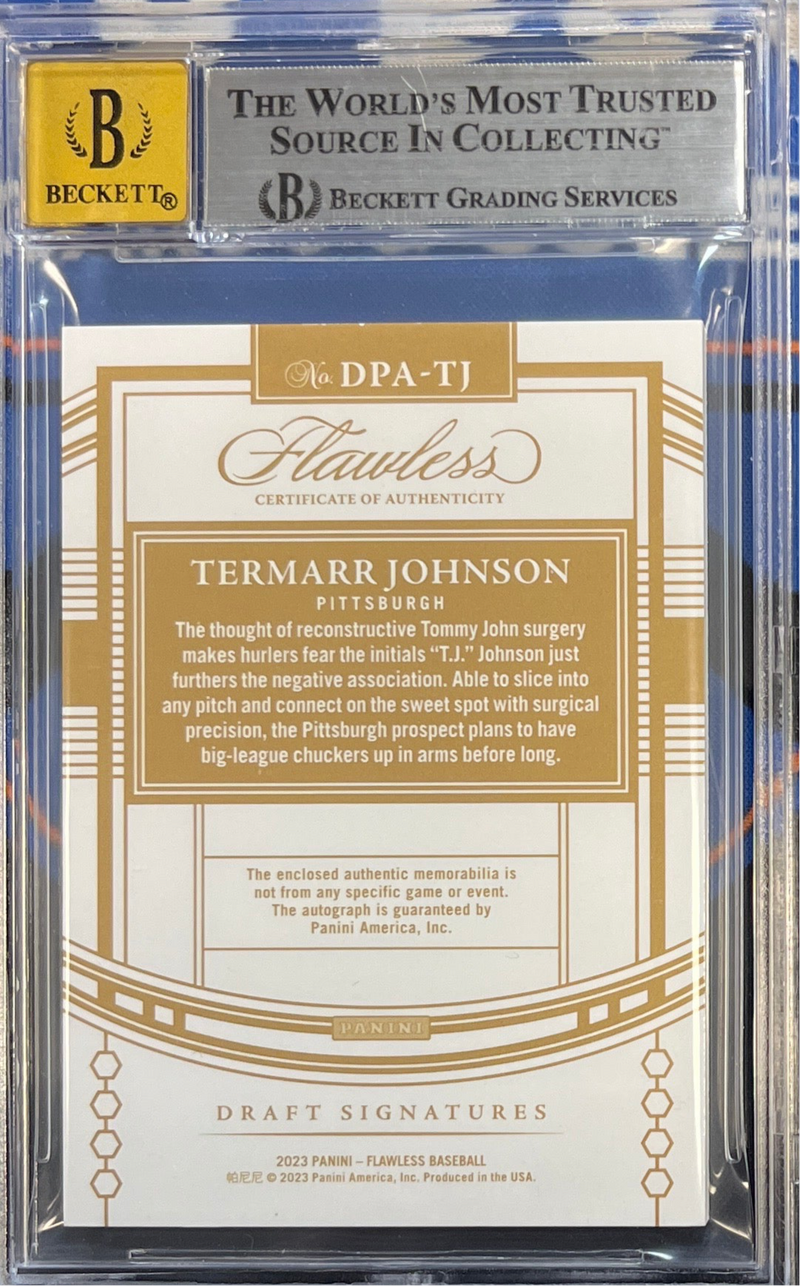 B
BECKETT®
THE WORLD'S MOST TRUSTED
SOURCE IN COLLECTING™
B BECKETT GRADING SERVICES
No. DPA-TJ
Flawless
CERTIFICATE OF AUTHENTICITY
TERMARR JOHNSON
PITTSBURGH
The thought of reconstructive Tommy John surgery
makes hurlers fear the initials “T.J.” Johnson just
furthers the negative association. Able to slice into
any pitch and connect on the sweet spot with surgical
precision, the Pittsburgh prospect plans to have
big-league chuckers up in arms before long.
The enclosed authentic memorabilia is
not from any specific game or event.
The autograph is guaranteed by
Panini America, Inc.
PANINI
DRAFT SIGNATURES
2023 PANINI – FLAWLESS BASEBALL
帕尼尼 © 2023 Panini America, Inc. Produced in the USA.